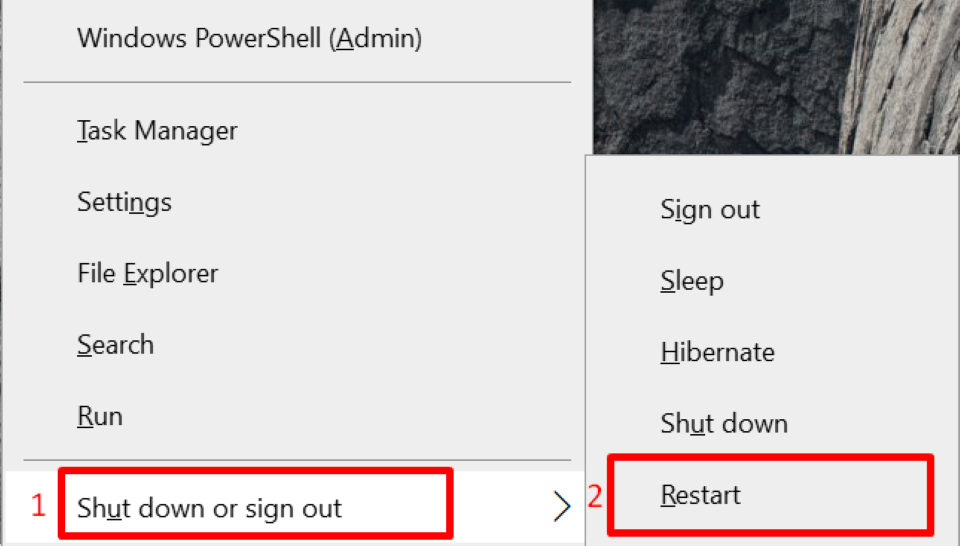 Windows PowerShell (Admin)
Task Manager
Settings
File Explorer
Search
Run
1 Shut down or sign out
Sign out
Sleep
Hibernate
Shut down
2 Restart